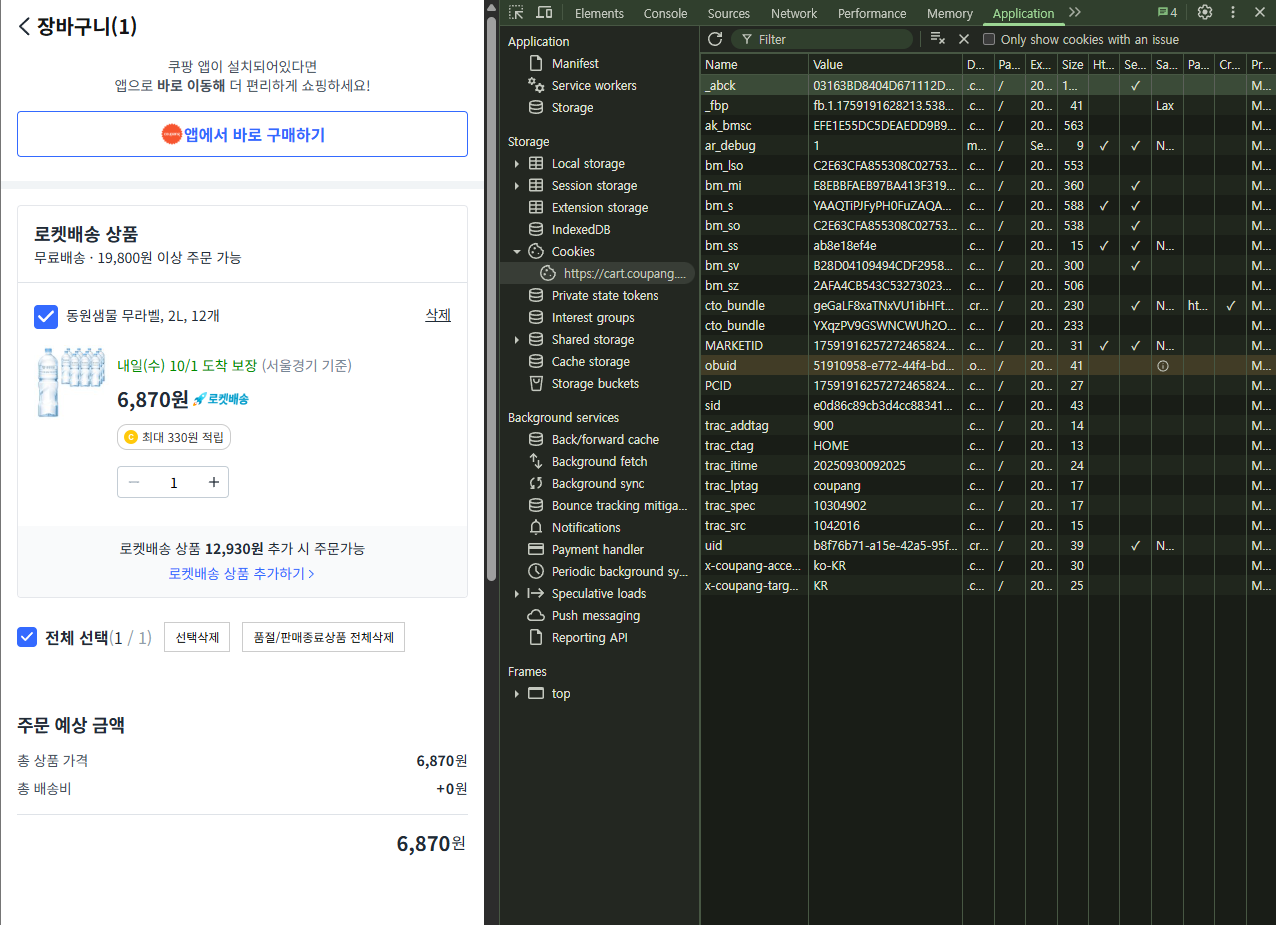 장바구니(1)
쿠팡 앱이 설치되어있다면
앱으로 바로 이동해 더 편리하게 쇼핑하세요!
coupang 앱에서 바로 구매하기
로켓배송 상품
무료배송 · 19,800원 이상 주문 가능
동원샘물 무라벨, 2L, 12개
삭제
내일(수) 10/1 도착 보장 (서울경기 기준)
6,870원 로켓배송
C 최대 330원 적립
− 1 +
로켓배송 상품 12,930원 추가 시 주문가능
로켓배송 상품 추가하기 >
전체 선택(1 / 1) 선택삭제 품절/판매종료상품 전체삭제
주문 예상 금액
총 상품 가격 6,870원
총 배송비 +0원
6,870원
Elements Console Sources Network Performance Memory Application 4
Application
Manifest
Service workers
Storage
Storage
Local storage
Session storage
Extension storage
IndexedDB
Cookies
https://cart.coupang....
Private state tokens
Interest groups
Shared storage
Cache storage
Storage buckets
Background services
Back/forward cache
Background fetch
Background sync
Bounce tracking mitiga...
Notifications
Payment handler
Periodic background sy...
Speculative loads
Push messaging
Reporting API
Frames
top
Filter Only show cookies with an issue
Name Value D... Pa... Ex... Size Ht... Se... Sa... Pa... Cr... Pr...
_abck 03163BD8404D671112D... .c... / 20... 1... ✓ M...
_fbp fb.1.1759191628213.538... .c... / 20... 41 Lax M...
ak_bmsc EFE1E55DC5DEAEDD9B9... .c... / 20... 563 M...
ar_debug 1 m... / Se... 9 ✓ ✓ N... M...
bm_lso C2E63CFA855308C02753... .c... / 20... 553 M...
bm_mi E8EBBFAEB97BA413F319... .c... / 20... 360 ✓ M...
bm_s YAAQTiPJFyPH0FuZAQA... .c... / 20... 588 ✓ ✓ M...
bm_so C2E63CFA855308C02753... .c... / 20... 538 ✓ M...
bm_ss ab8e18ef4e .c... / 20... 15 ✓ ✓ N... M...
bm_sv B28D04109494CDF2958... .c... / 20... 300 ✓ M...
bm_sz 2AFA4CB543C53273023... .c... / 20... 506 M...
cto_bundle geGaLF8xaTNxVU1ibHFt... .cr... / 20... 230 ✓ N... ht... ✓ M...
cto_bundle YXqzPV9GSWNCWUh2O... .c... / 20... 233 M...
MARKETID 17591916257272465824... .c... / 20... 31 ✓ ✓ N... M...
obuid 51910958-e772-44f4-bd... .o... / 20... 41 M...
PCID 17591916257272465824... .c... / 20... 27 M...
sid e0d86c89cb3d4cc88341... .c... / 20... 43 M...
trac_addtag 900 .c... / 20... 14 M...
trac_ctag HOME .c... / 20... 13 M...
trac_itime 20250930092025 .c... / 20... 24 M...
trac_lptag coupang .c... / 20... 17 M...
trac_spec 10304902 .c... / 20... 17 M...
trac_src 1042016 .c... / 20... 15 M...
uid b8f76b71-a15e-42a5-95f... .cr... / 20... 39 ✓ N... M...
x-coupang-acce... ko-KR .c... / 20... 30 M...
x-coupang-targ... KR .c... / 20... 25 M...